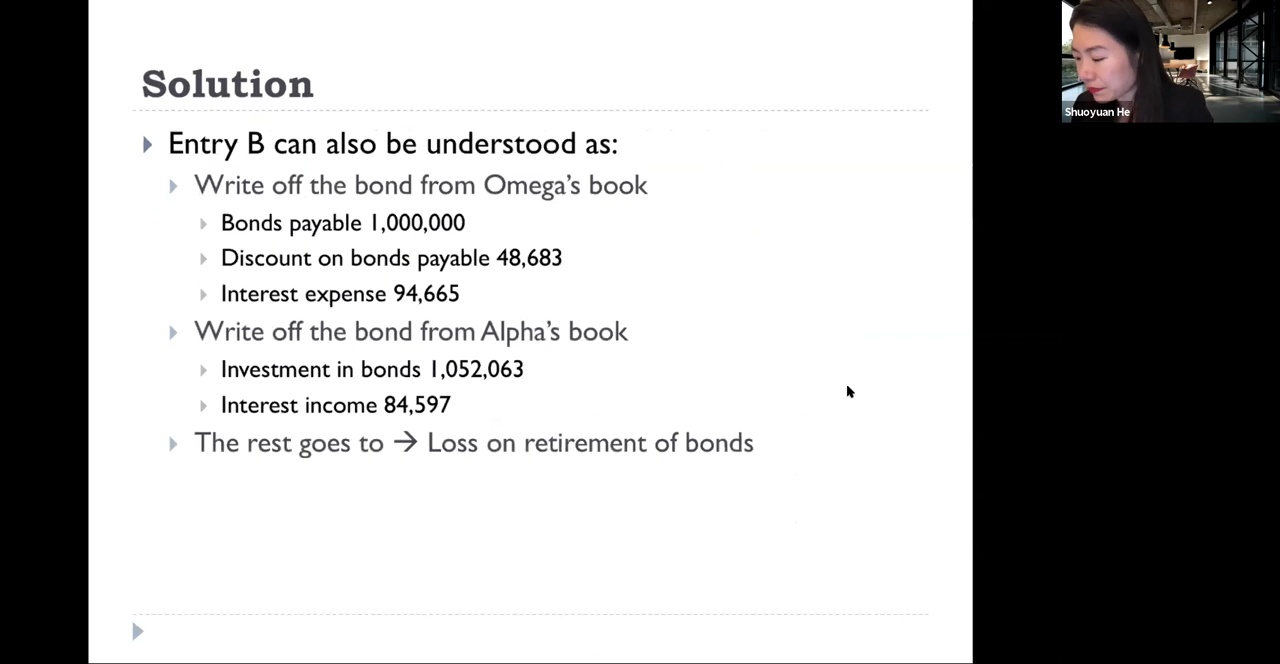 Solution
Entry B can also be understood as:
Write off the bond from Omega's book
Bonds payable 1,000,000
Discount on bonds payable 48,683
Interest expense 94,665
Write off the bond from Alpha's book
Investment in bonds 1,052,063
Interest income 84,597
The rest goes to → Loss on retirement of bonds
Shuoyuan He